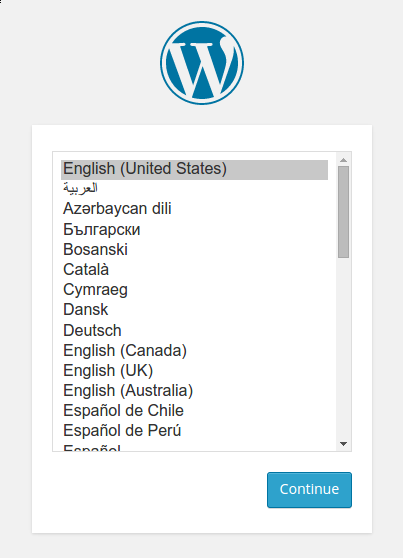 English (United States)
العربية
Azərbaycan dili
Български
Bosanski
Català
Cymraeg
Dansk
Deutsch
English (Canada)
English (UK)
English (Australia)
Español de Chile
Español de Perú
Español
Continue